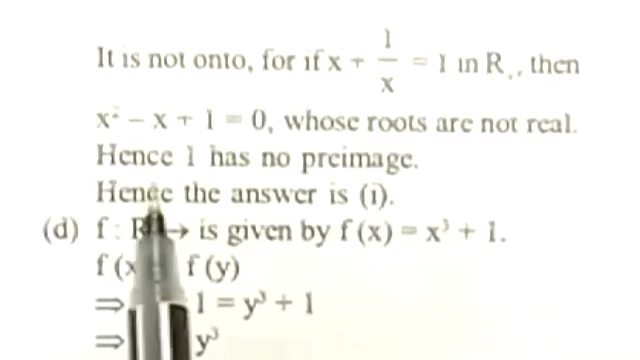 It is not onto, for if x + 1/x = 1 in R₊, then
x² – x + 1 = 0, whose roots are not real.
Hence 1 has no preimage.
Hence the answer is (i).
(d) f : R → is given by f (x) = x³ + 1.
f (x f (y)
⇒ 1 = y³ + 1
⇒ y³